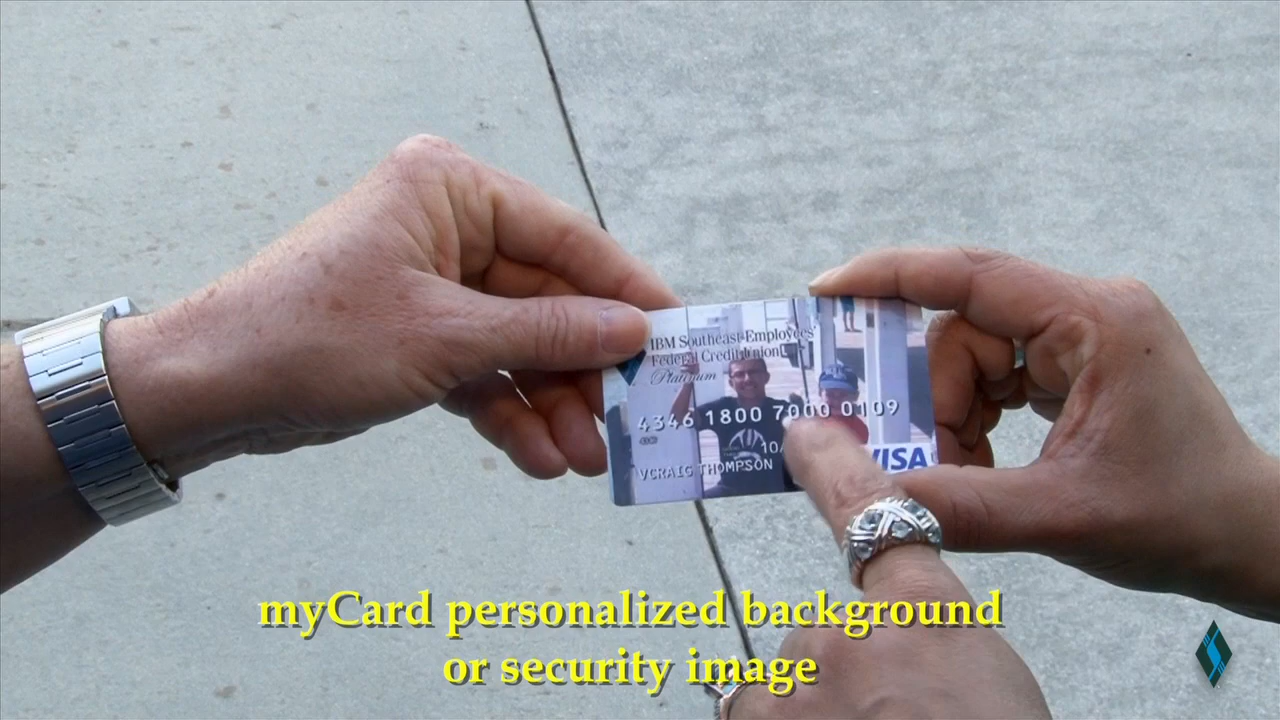 IBM Southeast Employees'
Federal Credit Union
Platinum
4346 1800 7000 0109
10/
VCRAIG THOMPSON
VISA
myCard personalized background
or security image